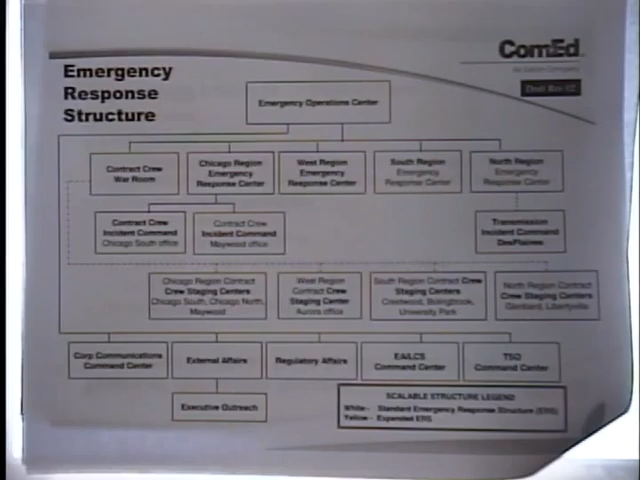 ComEd
An Exelon Company
Emergency
Response
Structure
Draft Rev 02
Emergency Operations Center
Contract Crew
War Room
Chicago Region
Emergency
Response Center
West Region
Emergency
Response Center
South Region
Emergency
Response Center
North Region
Emergency
Response Center
Contract Crew
Incident Command
Chicago South office
Contract Crew
Incident Command
Maywood office
Transmission
Incident Command
DesPlaines
Chicago Region Contract
Crew Staging Centers
Chicago South, Chicago North,
Maywood
West Region
Contract Crew
Staging Center
Aurora office
South Region Contract Crew
Staging Centers
Crestwood, Bolingbrook,
University Park
North Region Contract
Crew Staging Centers
Glenbard, Libertyville
Corp Communications
Command Center
External Affairs
Regulatory Affairs
EA/LCS
Command Center
TSO
Command Center
Executive Outreach
SCALABLE STRUCTURE LEGEND
White - Standard Emergency Response Structure (ERS)
Yellow - Expanded ERS